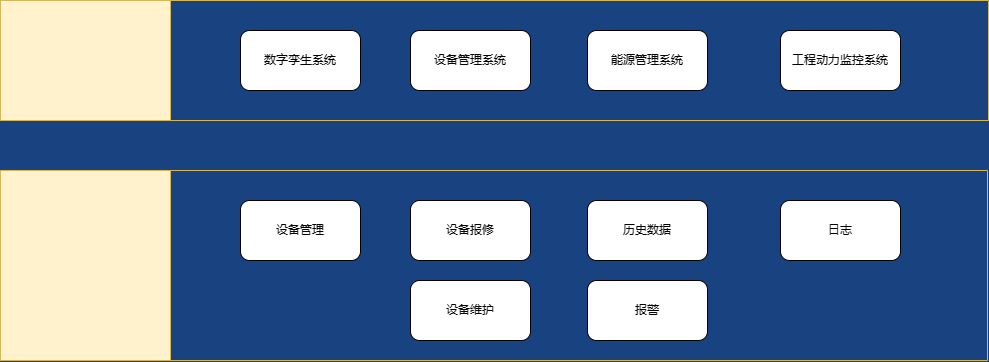 数字孪生系统
设备管理系统
能源管理系统
工程动力监控系统
设备管理
设备报修
历史数据
日志
设备维护
报警